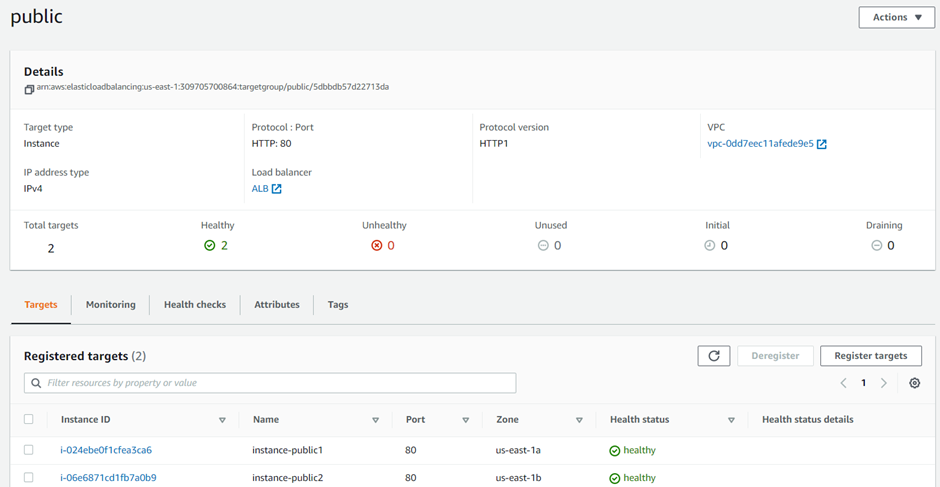 public
Actions
Details
arn:aws:elasticloadbalancing:us-east-1:309705700864:targetgroup/public/5dbbdb57d22713da
Target type
Protocol : Port
Protocol version
VPC
Instance
HTTP: 80
HTTP1
vpc-0dd7eec11afede9e5
IP address type
Load balancer
IPv4
ALB
Total targets
Healthy
Unhealthy
Unused
Initial
Draining
2
2
0
0
0
0
Targets
Monitoring
Health checks
Attributes
Tags
Registered targets (2)
Deregister
Register targets
Filter resources by property or value
1
Instance ID
Name
Port
Zone
Health status
Health status details
i-024ebe0f1cfea3ca6
instance-public1
80
us-east-1a
healthy
i-06e6871cd1fb7a0b9
instance-public2
80
us-east-1b
healthy